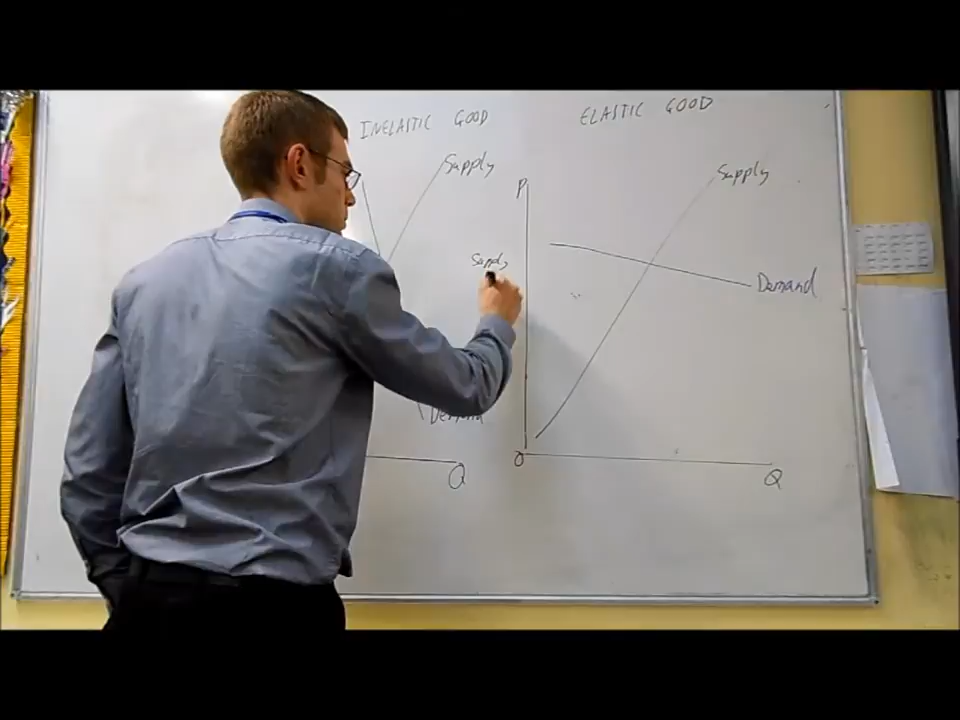 INELASTIC GOOD
Supply
Supply
Demand
Q
ELASTIC GOOD
P
Supply
Demand
O
Q